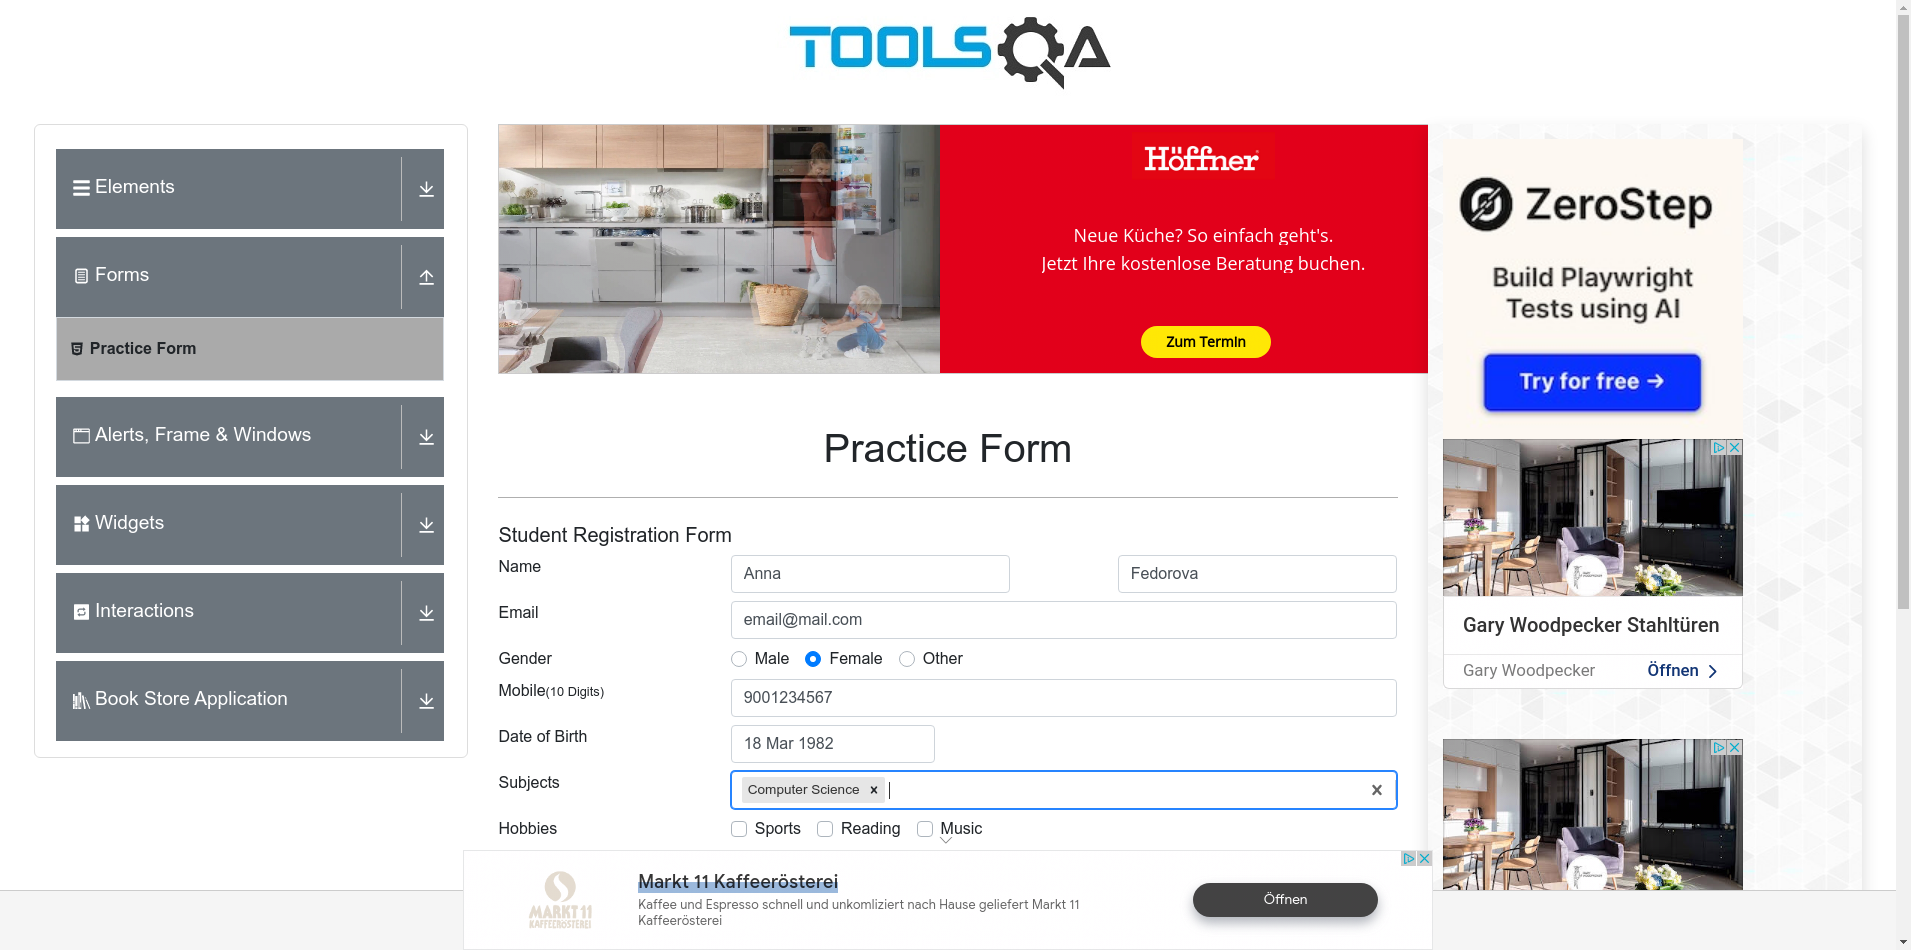 TOOLSQA
Elements
Forms
Practice Form
Alerts, Frame & Windows
Widgets
Interactions
Book Store Application
Höffner
Neue Küche? So einfach geht's.
Jetzt Ihre kostenlose Beratung buchen.
Zum Termin
Practice Form
Student Registration Form
Name
Anna
Fedorova
Email
email@mail.com
Gender
Male
Female
Other
Mobile(10 Digits)
9001234567
Date of Birth
18 Mar 1982
Subjects
Computer Science
Hobbies
Sports
Reading
Music
ZeroStep
Build Playwright
Tests using AI
Try for free →
Gary Woodpecker Stahltüren
Gary Woodpecker
Öffnen
MARKT 11
KAFFEERÖSTEREI
Markt 11 Kaffeerösterei
Kaffee und Espresso schnell und unkomliziert nach Hause geliefert Markt 11
Kaffeerösterei
Öffnen